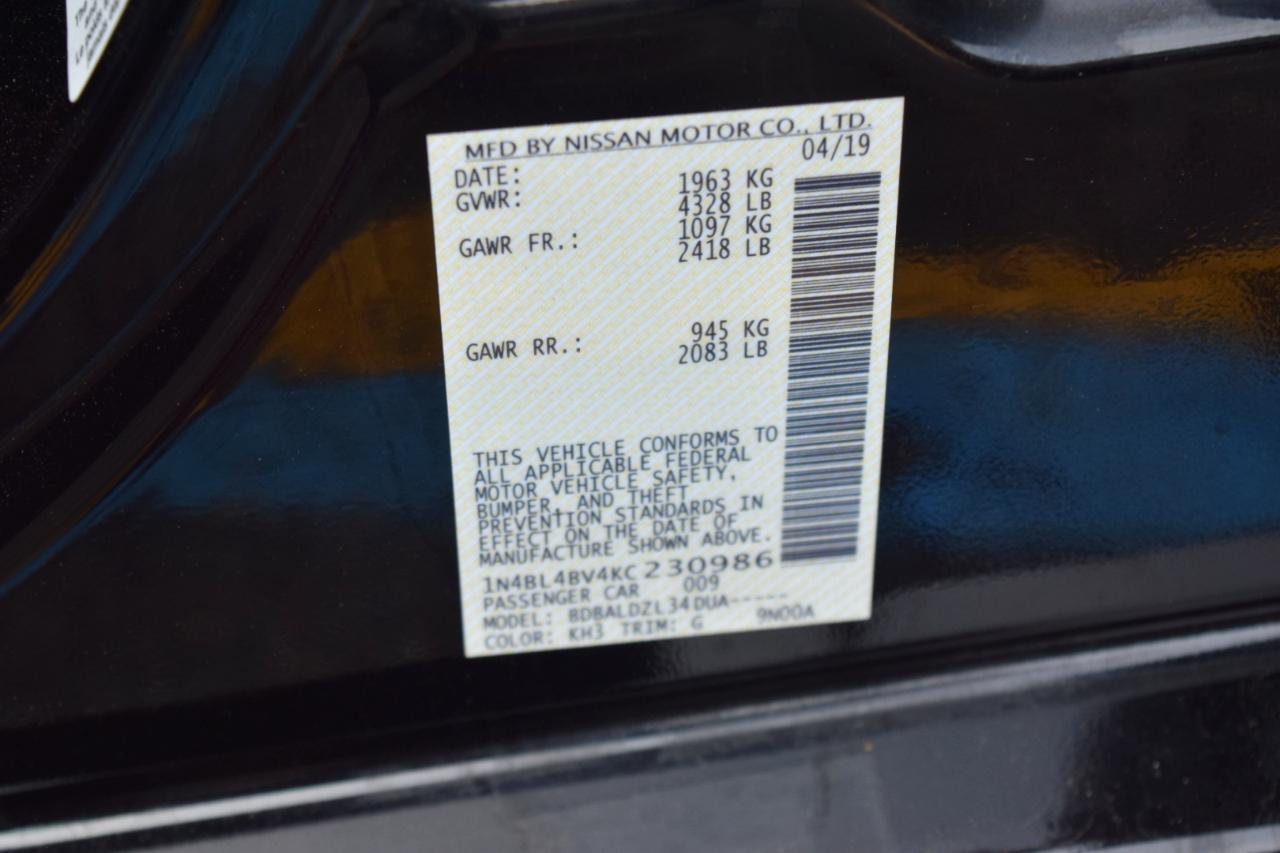 MFD BY NISSAN MOTOR CO., LTD.
DATE: 04/19
GVWR: 1963 KG
4328 LB
GAWR FR.: 1097 KG
2418 LB
GAWR RR.: 945 KG
2083 LB
THIS VEHICLE CONFORMS TO
ALL APPLICABLE FEDERAL
MOTOR VEHICLE SAFETY,
BUMPER, AND THEFT
PREVENTION STANDARDS IN
EFFECT ON THE DATE OF
MANUFACTURE SHOWN ABOVE.
1N4BL4BV4KC230986
PASSENGER CAR 009
MODEL: BDBALDZL34DUA-----
COLOR: KH3 TRIM: G 9N00A